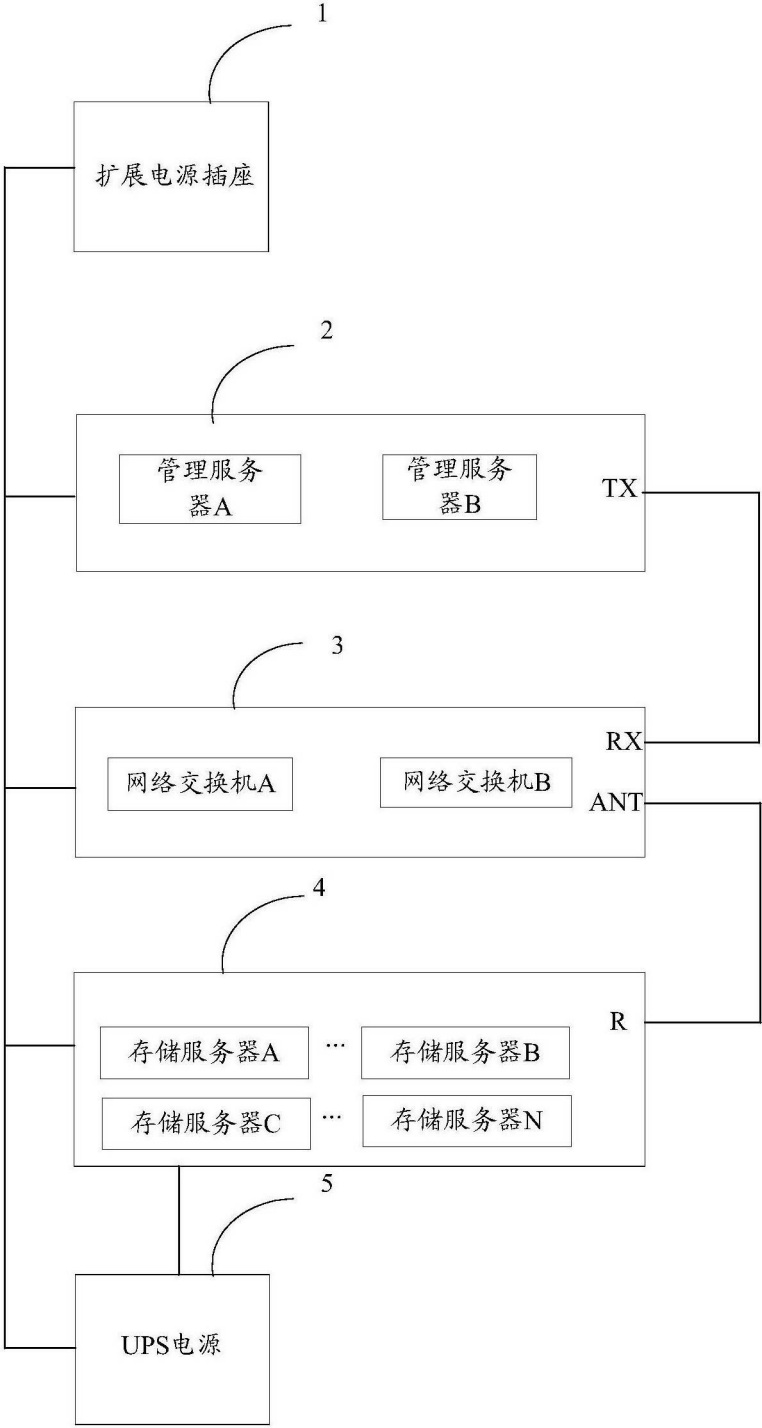 1
扩展电源插座
2
管理服务
器A
管理服务
器B
TX
3
RX
网络交换机A
网络交换机B
ANT
4
R
存储服务器A
...
存储服务器B
存储服务器C
...
存储服务器N
5
UPS电源